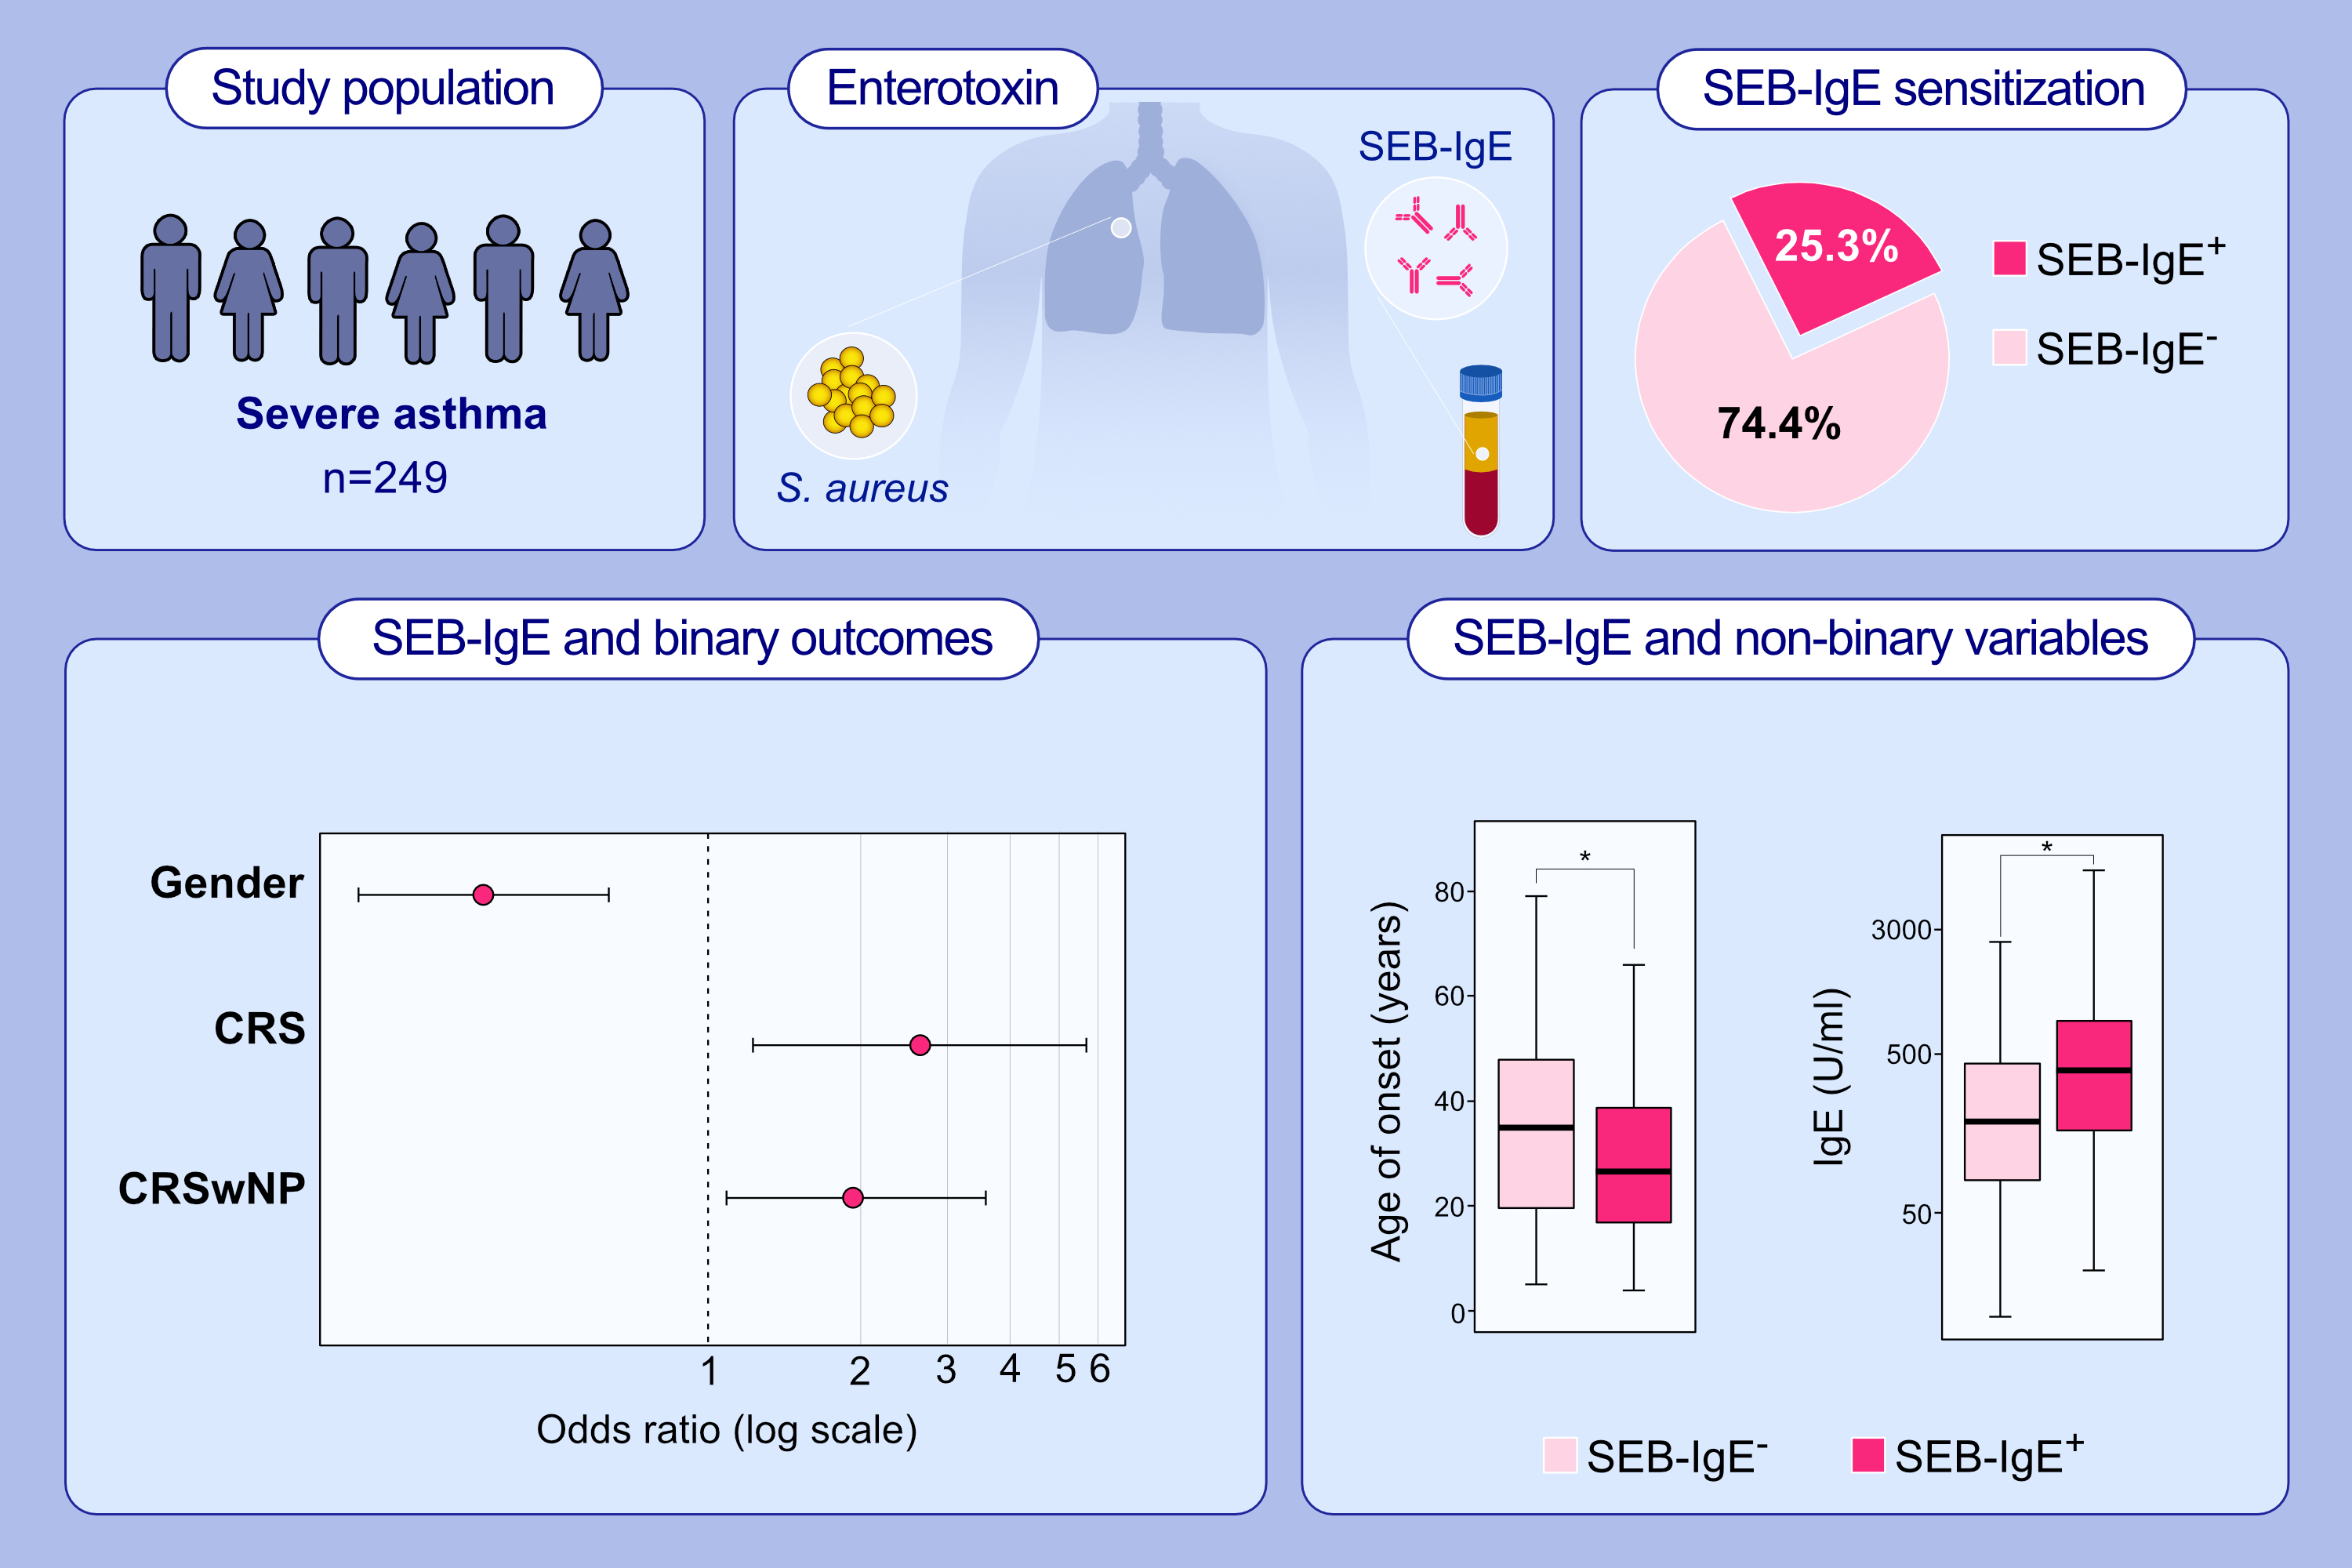 Study population
Severe asthma
n=249
Enterotoxin
SEB-IgE
S. aureus
SEB-IgE sensitization
25.3%
74.4%
SEB-IgE⁺
SEB-IgE⁻
SEB-IgE and binary outcomes
Gender
CRS
CRSwNP
1 2 3 4 5 6
Odds ratio (log scale)
SEB-IgE and non-binary variables
Age of onset (years)
80
60
40
20
0
*
IgE (U/ml)
3000
500
50
*
SEB-IgE⁻
SEB-IgE⁺